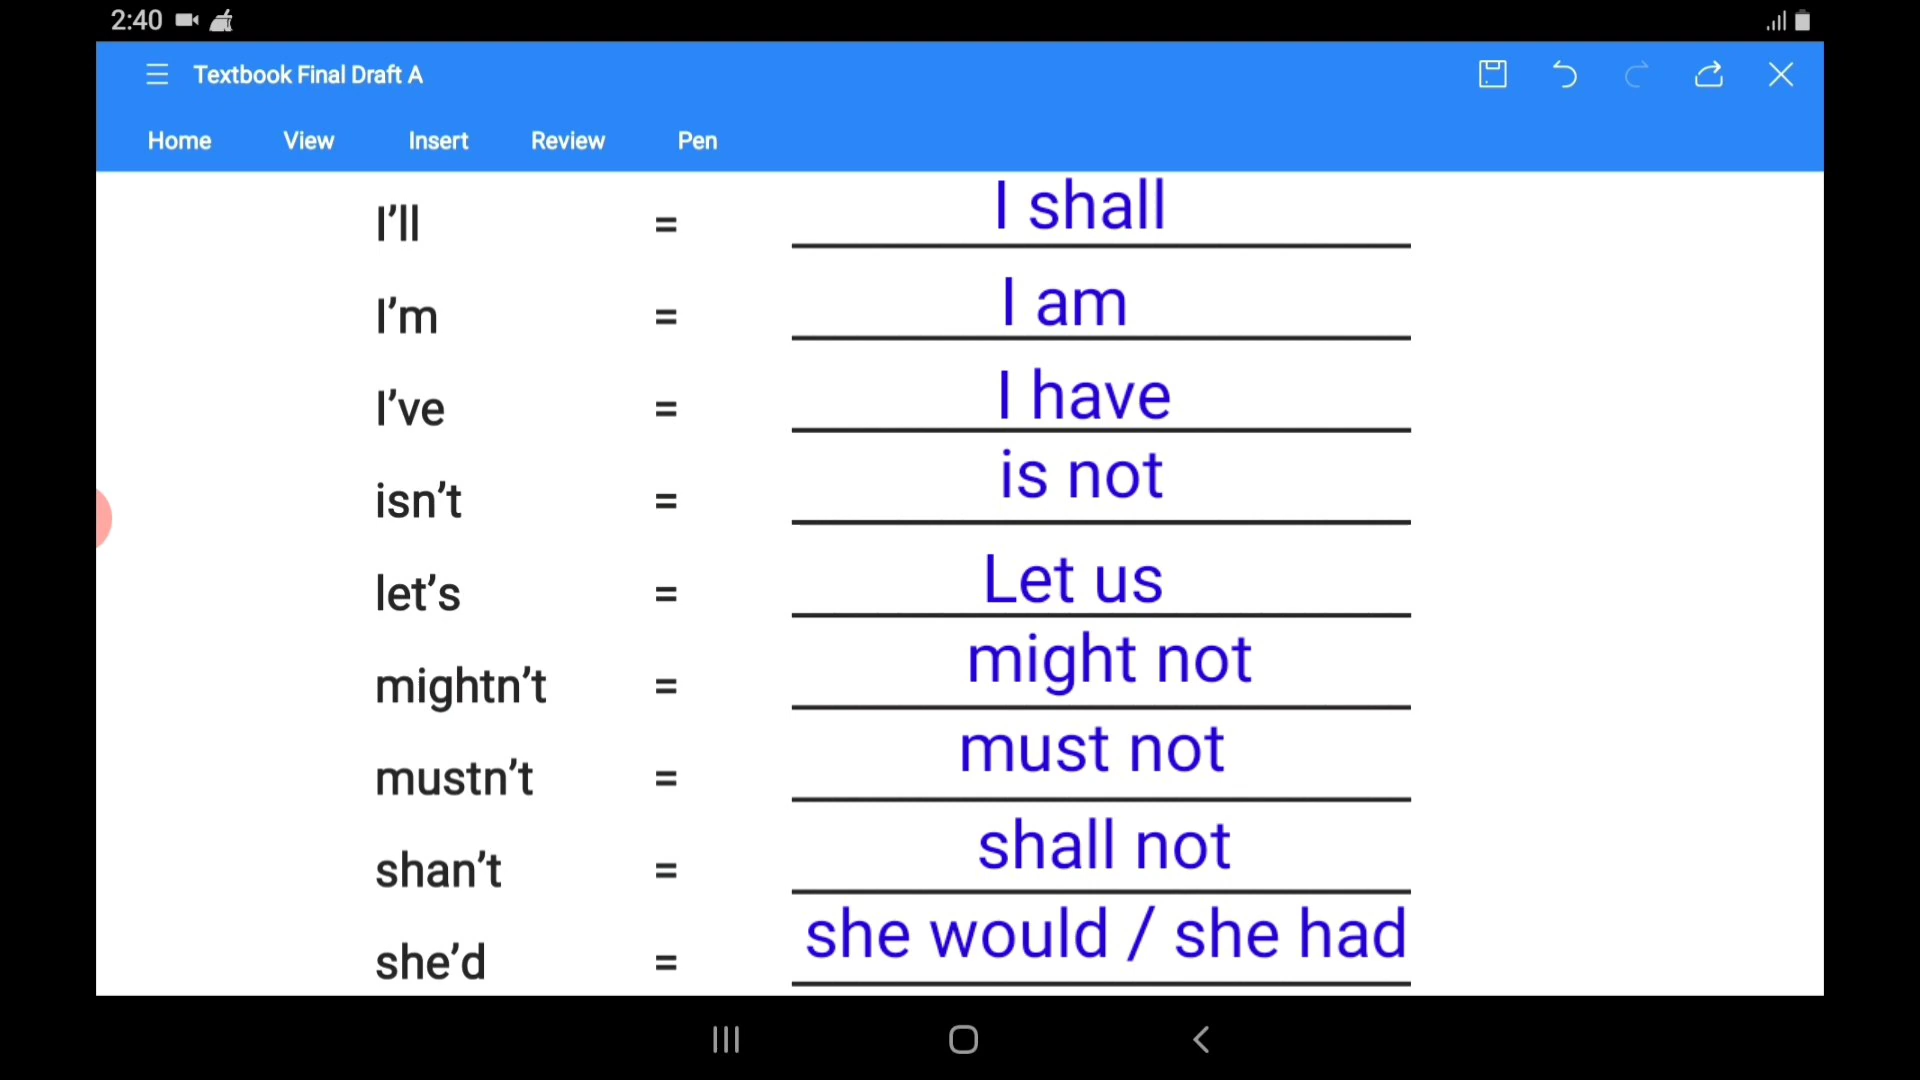 2:40
Textbook Final Draft A
Home View Insert Review Pen
I’ll = I shall
I’m = I am
I’ve = I have
isn’t = is not
let’s = Let us
mightn’t = might not
mustn’t = must not
shan’t = shall not
she’d = she would / she had